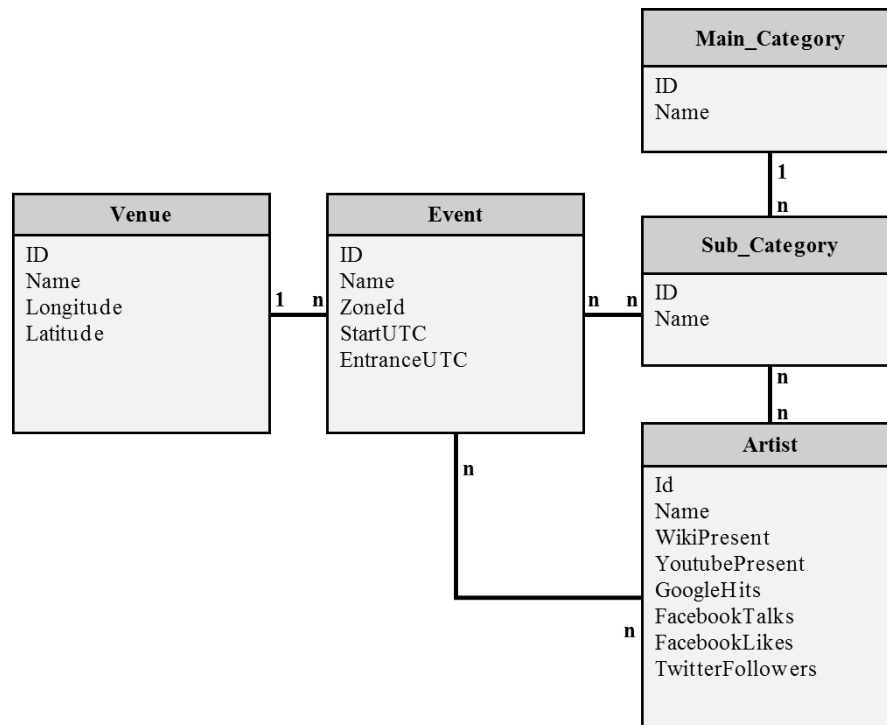 Main_Category
ID
Name
1
n
Venue
ID
Name
Longitude
Latitude
1
n
Event
ID
Name
ZoneId
StartUTC
EntranceUTC
n
n
Sub_Category
ID
Name
n
n
Artist
Id
Name
WikiPresent
YoutubePresent
GoogleHits
FacebookTalks
FacebookLikes
TwitterFollowers
n
n